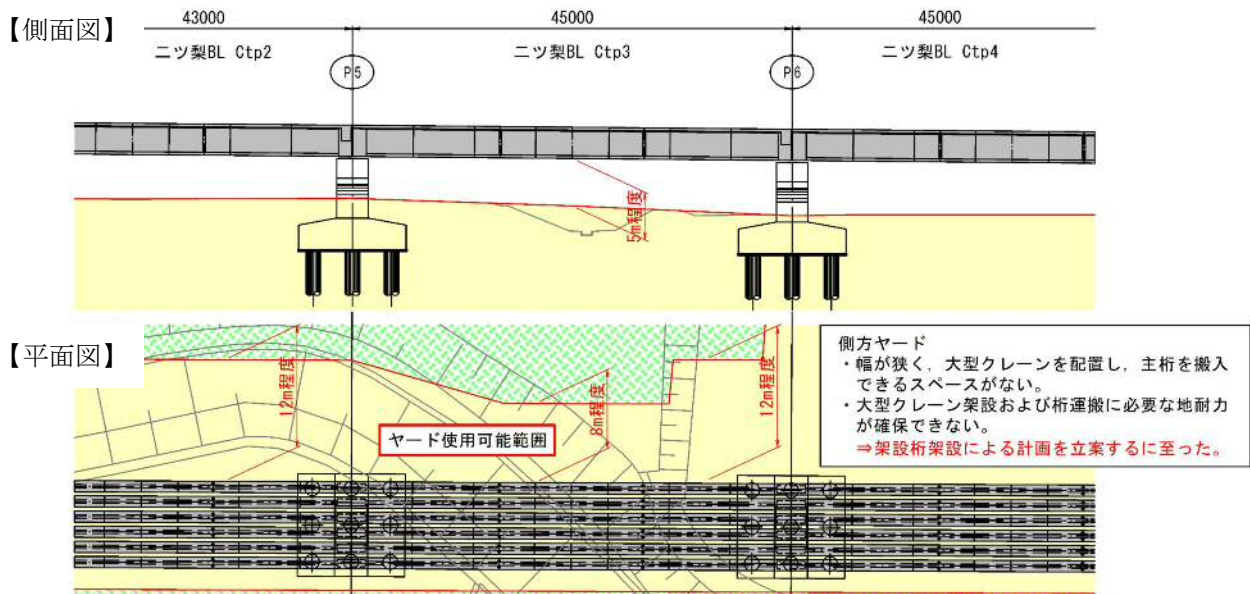 【側面図】
43000
45000
45000
二ツ梨BL Ctp2
二ツ梨BL Ctp3
二ツ梨BL Ctp4
P5
P6
5m程度
【平面図】
12m程度
8m程度
12m程度
ヤード使用可能範囲
側方ヤード
・幅が狭く，大型クレーンを配置し，主桁を搬入
できるスペースがない。
・大型クレーン架設および桁運搬に必要な地耐力
が確保できない。
⇒架設桁架設による計画を立案するに至った。